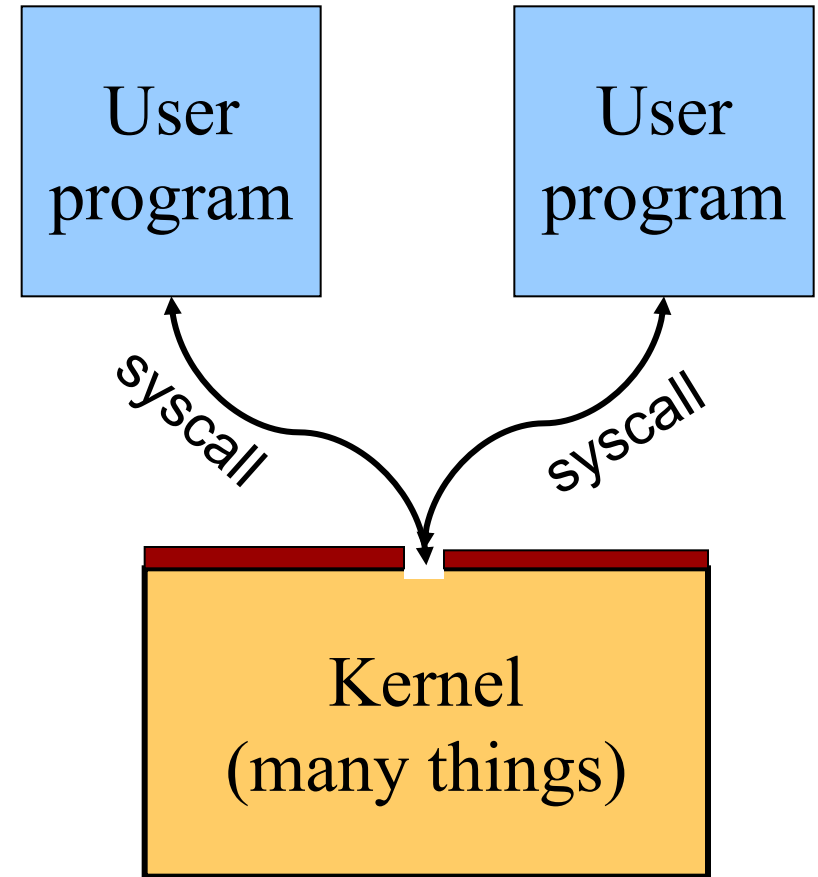 User
program
User
program
syscall
syscall
Kernel
(many things)